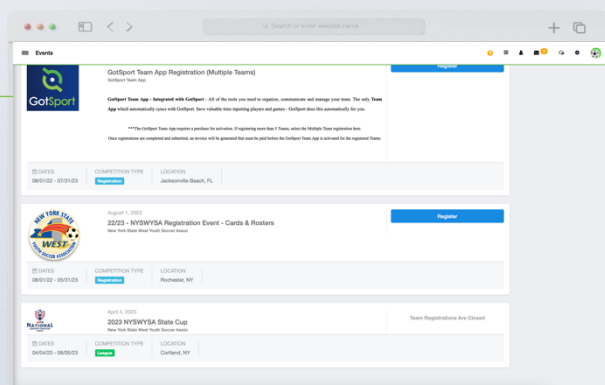 Search or enter website name
Events
GotSport
GotSport Team App Registration (Multiple Teams)
GotSport Team App
Register
GotSport Team App - Integrated with GotSport - All of the tools you need to organize, communicate and manage your team. The only Team
App which automatically syncs with GotSport. Save valuable time importing players and games - GotSport does this automatically for you.
***The GotSport Team App requires a purchase for activation. If registering more than 5 Teams, select the Multiple Team registration here.
Once registrations are completed and submitted, an invoice will be generated that must be paid before the GotSport Team App is activated for the registered Teams.
DATES
COMPETITION TYPE
LOCATION
08/01/22 - 07/31/23
Registration
Jacksonville Beach, FL
NEW YORK STATE
WEST
YOUTH SOCCER ASSOCIATION
August 1, 2022
22/23 - NYSWYSA Registration Event - Cards & Rosters
New York State West Youth Soccer Assoc
Register
DATES
COMPETITION TYPE
LOCATION
08/01/22 - 05/31/23
Registration
Rochester, NY
NATIONAL
April 4, 2023
2023 NYSWYSA State Cup
New York State West Youth Soccer Assoc
Team Registrations Are Closed
DATES
COMPETITION TYPE
LOCATION
04/04/23 - 06/05/23
League
Cortland, NY